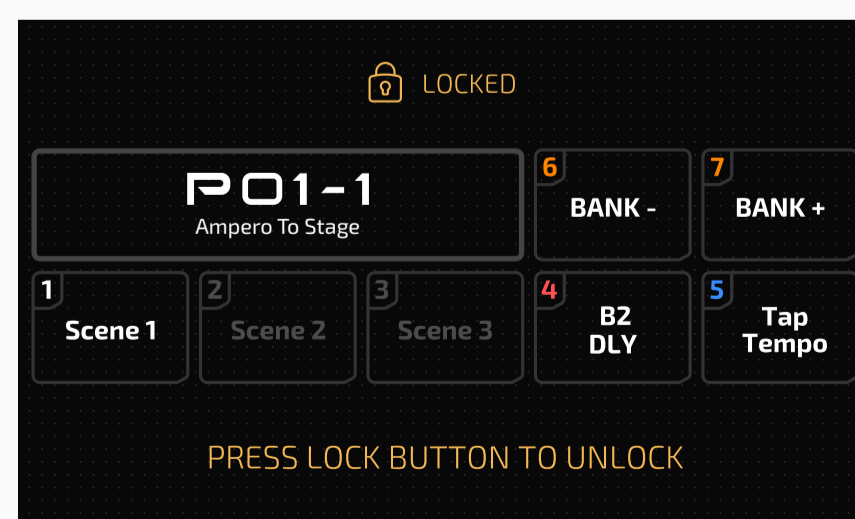 LOCKED
P01-1
Ampero To Stage
6
BANK -
7
BANK +
1
Scene 1
2
Scene 2
3
Scene 3
4
B2
DLY
5
Tap
Tempo
PRESS LOCK BUTTON TO UNLOCK